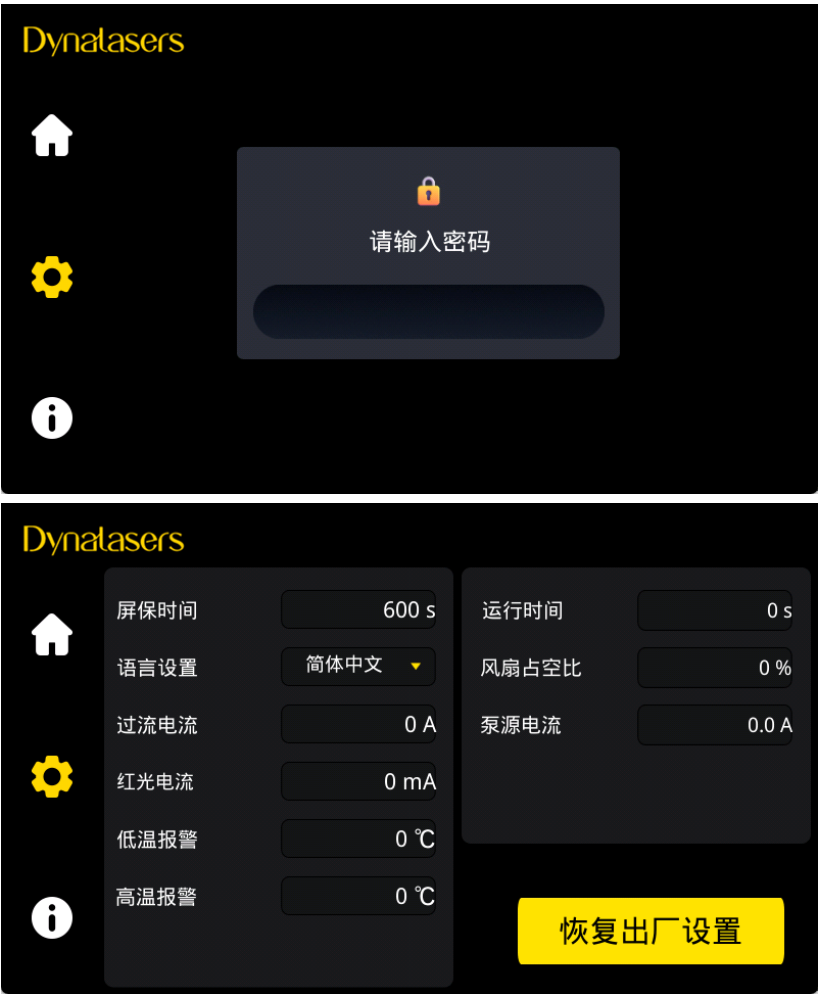 Dynalasers
请输入密码
Dynalasers
屏保时间 600 s
语言设置 简体中文
过流电流 0 A
红光电流 0 mA
低温报警 0 ℃
高温报警 0 ℃
运行时间 0 s
风扇占空比 0 %
泵源电流 0.0 A
恢复出厂设置